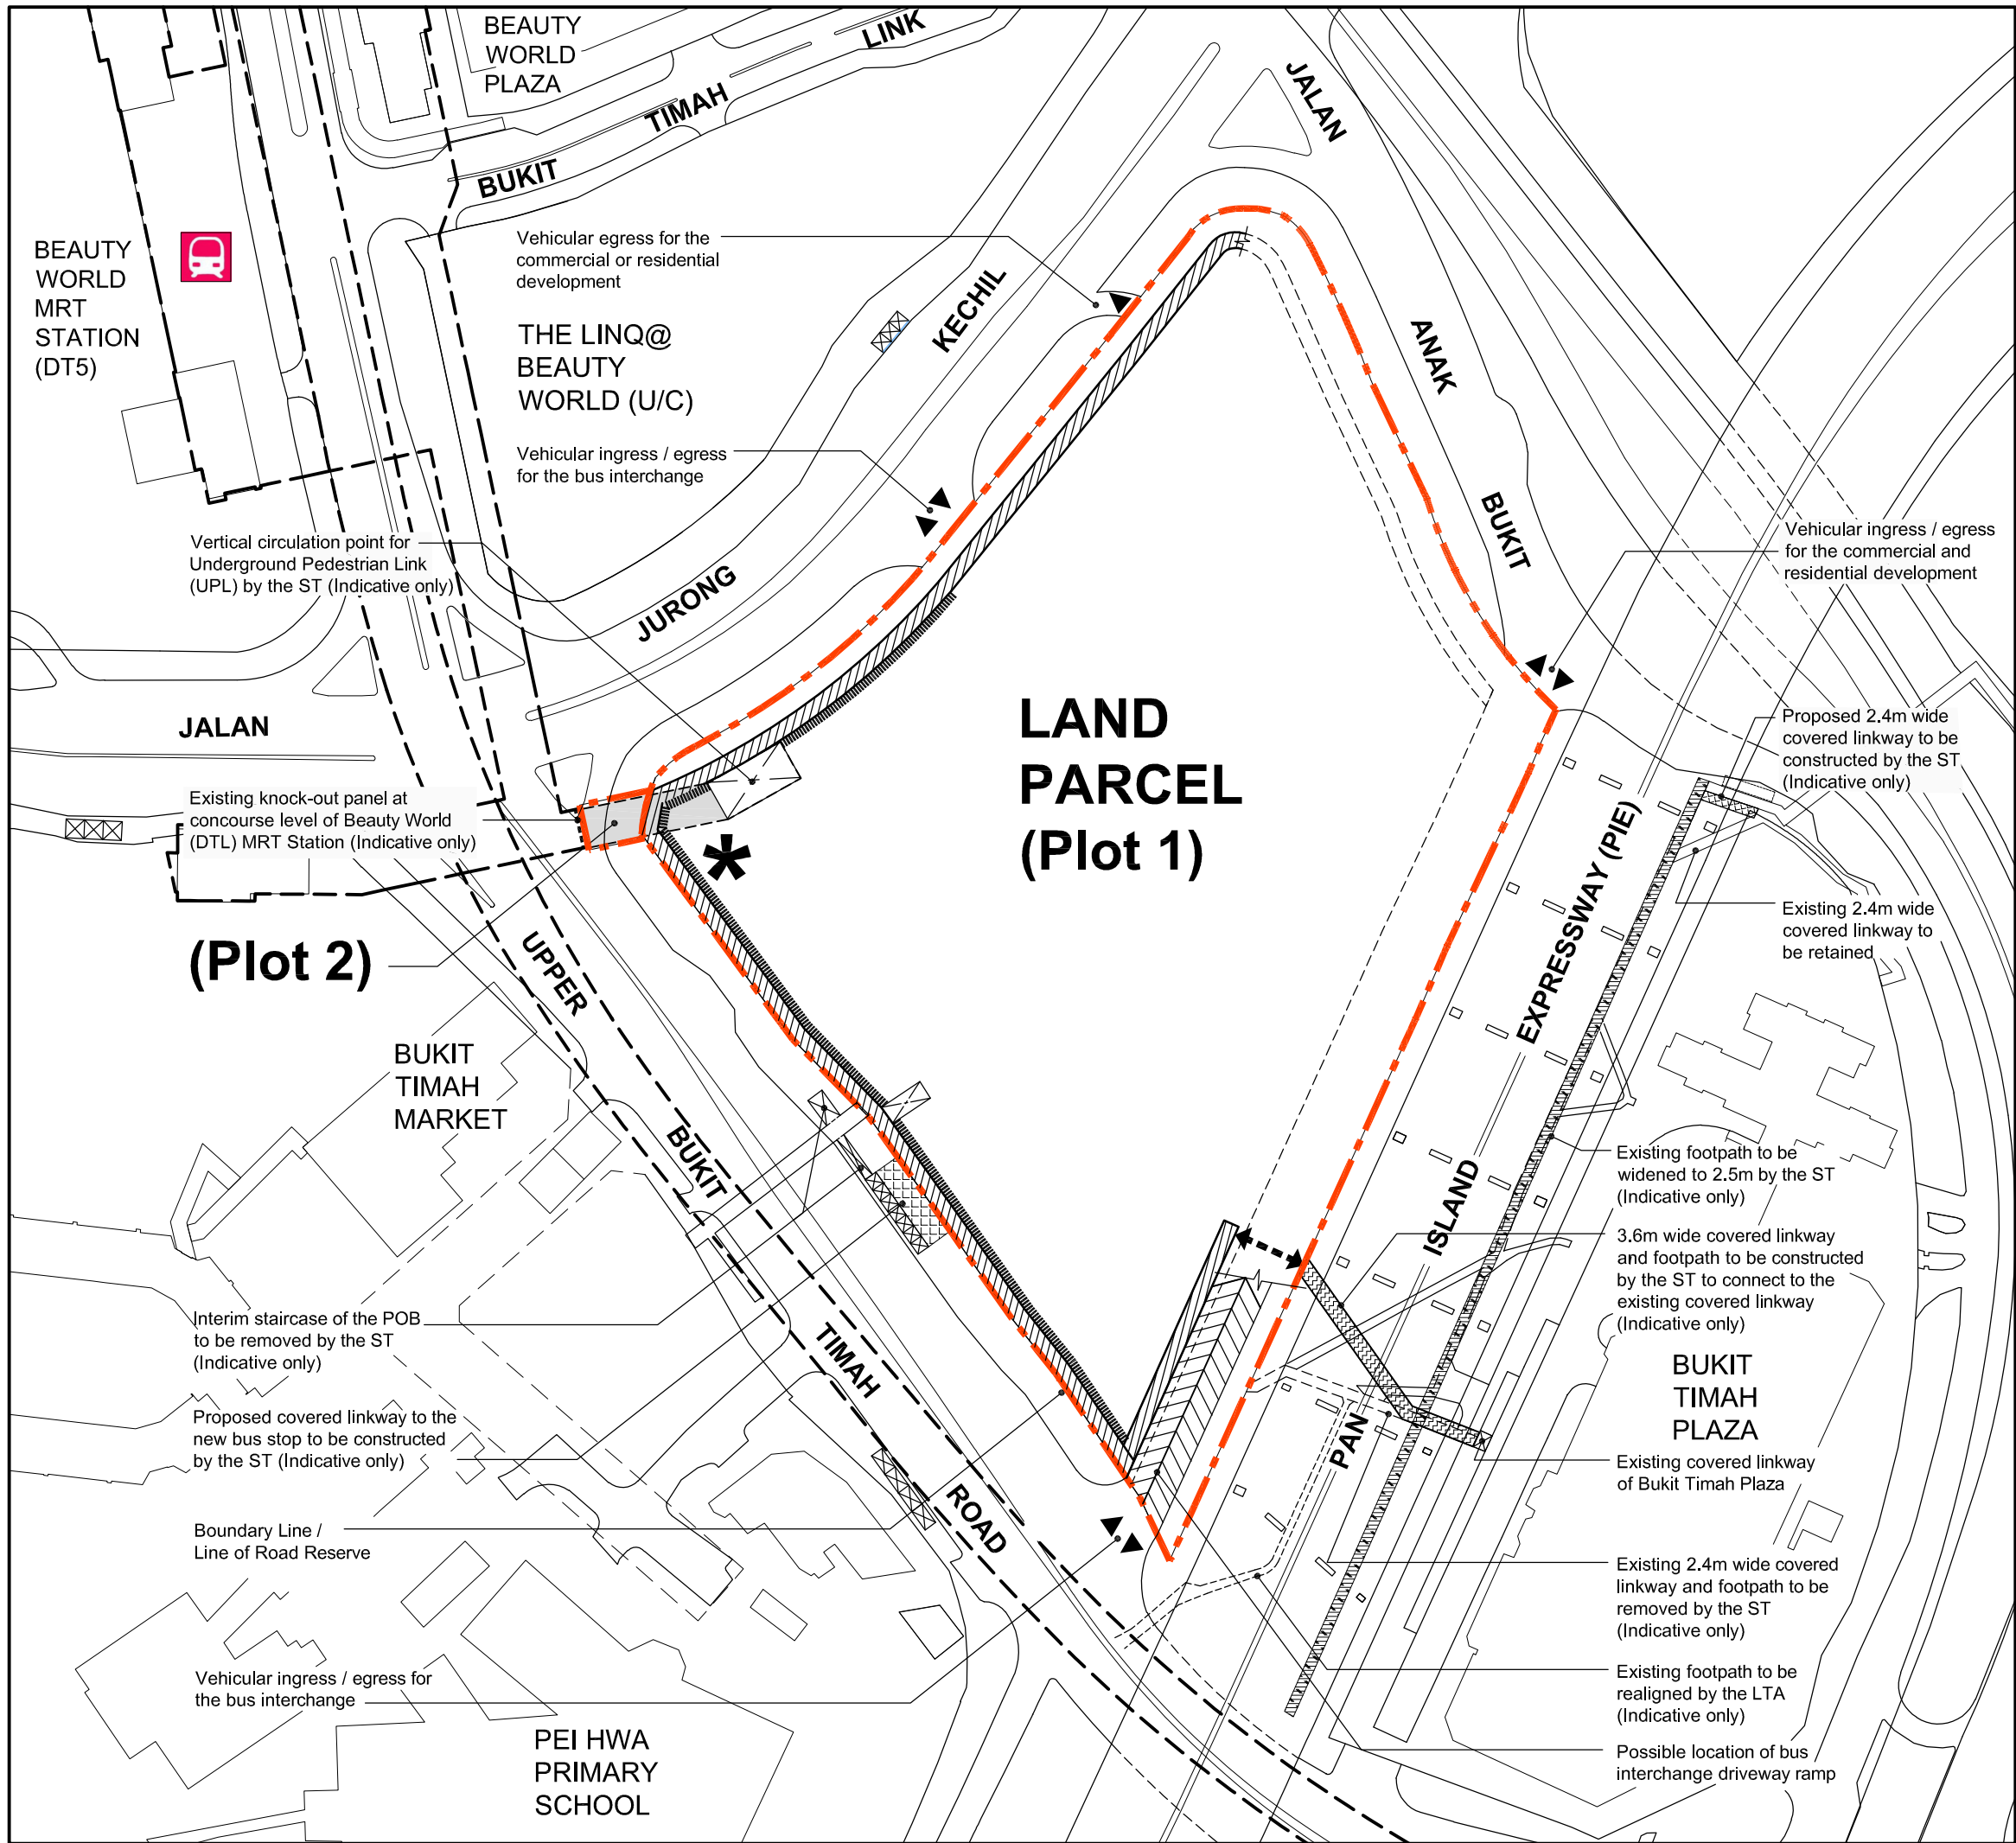 BEAUTY
WORLD
PLAZA
LINK
TIMAH
BUKIT
JALAN
BEAUTY
WORLD
MRT
STATION
(DT5)
Vehicular egress for the
commercial or residential
development
THE LINQ@
BEAUTY
WORLD (U/C)
KECHIL
ANAK
Vehicular ingress / egress
for the bus interchange
BUKIT
Vertical circulation point for
Underground Pedestrian Link
(UPL) by the ST (Indicative only)
JURONG
Vehicular ingress / egress
for the commercial and
residential development
JALAN
LAND
PARCEL
(Plot 1)
Proposed 2.4m wide
covered linkway to be
constructed by the ST
(Indicative only)
Existing knock-out panel at
concourse level of Beauty World
(DTL) MRT Station (Indicative only)
*
EXPRESSWAY (PIE)
Existing 2.4m wide
covered linkway to
be retained
(Plot 2)
UPPER
BUKIT
TIMAH
MARKET
BUKIT
Existing footpath to be
widened to 2.5m by the ST
(Indicative only)
ISLAND
3.6m wide covered linkway
and footpath to be constructed
by the ST to connect to the
existing covered linkway
(Indicative only)
Interim staircase of the POB
to be removed by the ST
(Indicative only)
TIMAH
BUKIT
TIMAH
PLAZA
Proposed covered linkway to the
new bus stop to be constructed
by the ST (Indicative only)
PAN
Existing covered linkway
of Bukit Timah Plaza
Boundary Line /
Line of Road Reserve
ROAD
Existing 2.4m wide covered
linkway and footpath to be
removed by the ST
(Indicative only)
Vehicular ingress / egress for
the bus interchange
Existing footpath to be
realigned by the LTA
(Indicative only)
PEI HWA
PRIMARY
SCHOOL
Possible location of bus
interchange driveway ramp